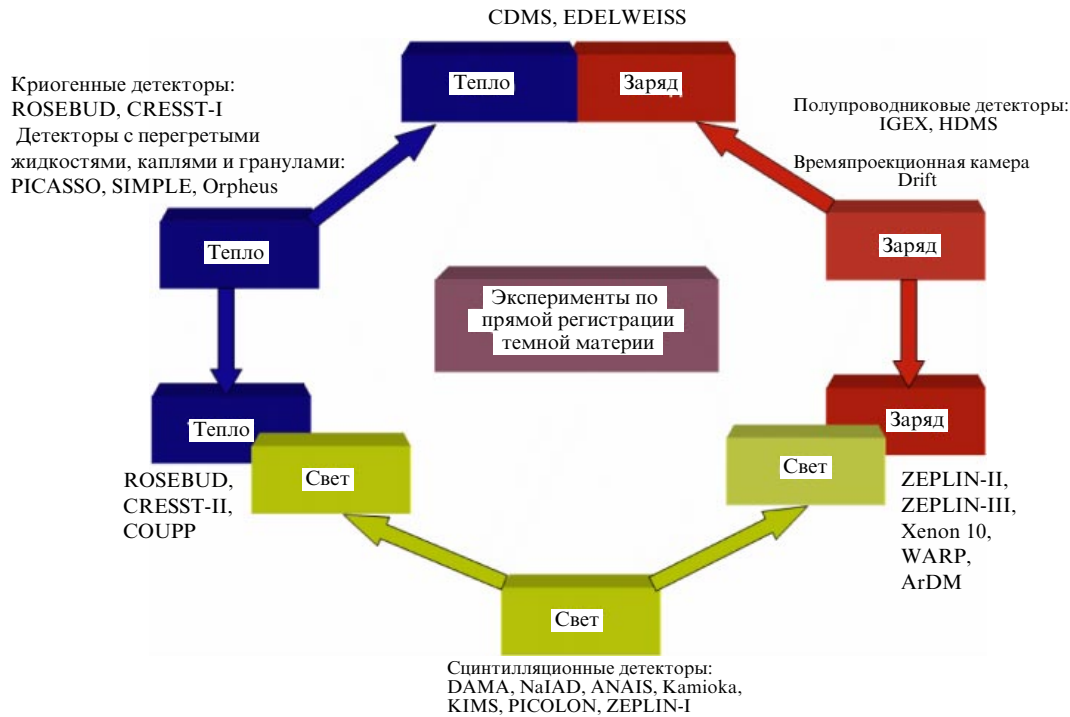 CDMS, EDELWEISS
Тепло
Заряд
Криогенные детекторы:
ROSEBUD, CRESST-I
Детекторы с перегретыми
жидкостями, каплями и гранулами:
PICASSO, SIMPLE, Orpheus
Полупроводниковые детекторы:
IGEX, HDMS
Времяпроекционная камера
Drift
Тепло
Заряд
Эксперименты по
прямой регистрации
темной материи
Тепло
Свет
ROSEBUD,
CRESST-II,
COUPP
Заряд
Свет
ZEPLIN-II,
ZEPLIN-III,
Xenon 10,
WARP,
ArDM
Свет
Сцинтилляционные детекторы:
DAMA, NaIAD, ANAIS, Kamioka,
KIMS, PICOLON, ZEPLIN-I